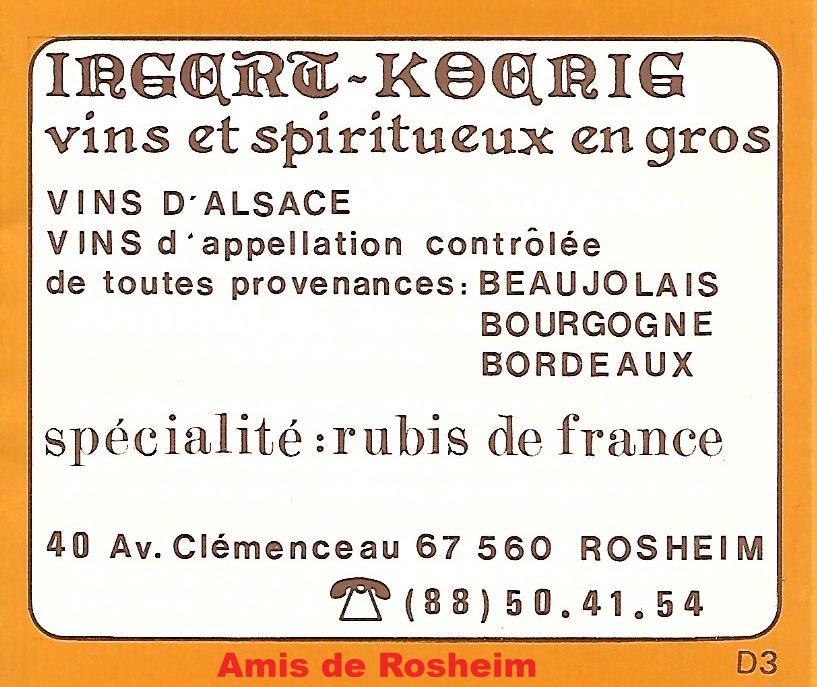 INGERT-KOENIG
vins et spiritueux en gros
VINS D'ALSACE
VINS d'appellation contrôlée
de toutes provenances: BEAUJOLAIS
BOURGOGNE
BORDEAUX
spécialité: rubis de france
40 Av. Clémenceau 67 560 ROSHEIM
(88) 50.41.54
Amis de Rosheim
D3